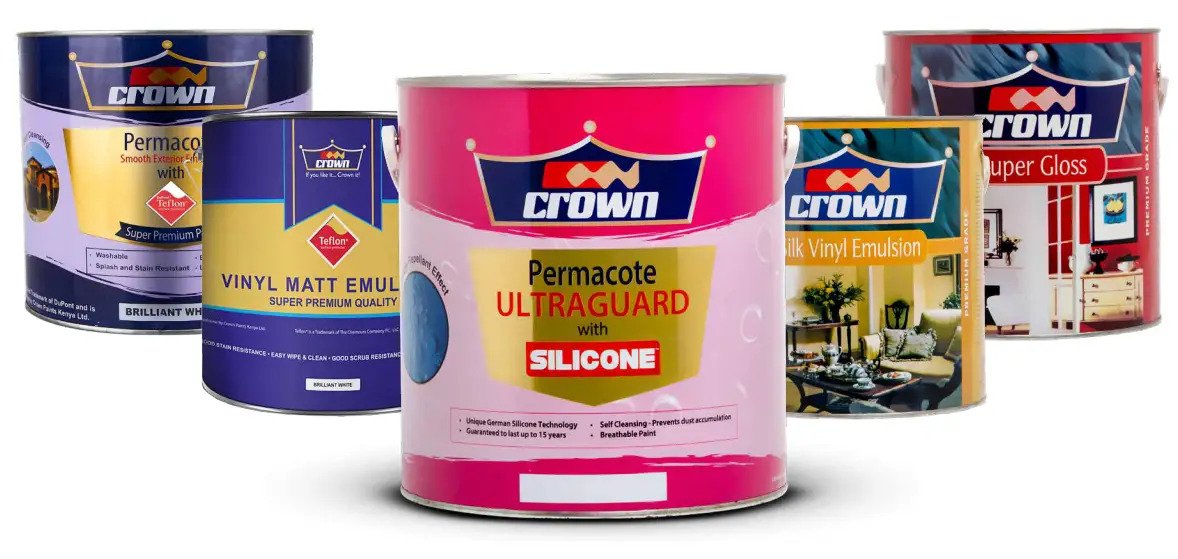 CROWN
Permaco
Smooth Exterior
with
Teflon
Super Premium P
Washable
Splash and Stain Resistant
BRILLIANT WH
CROWN
If you like it... Crown it!
Teflon
VINYL MATT EMUL
SUPER PREMIUM QUALITY
STAIN RESISTANCE • EASY WIPE & CLEAN • GOOD SCRUB RESISTANC
BRILLIANT WHITE
CROWN
Effect
Permacote
ULTRAGUARD
with
SILICONE
• Unique German Silicone Technology
• Guaranteed to last up to 15 years
• Self Cleansing - Prevents dust accumulation
• Breathable Paint
CROWN
ilk Vinyl Emulsion
PREMIUM GRADE
CROWN
uper Gloss
PREMIUM GRADE